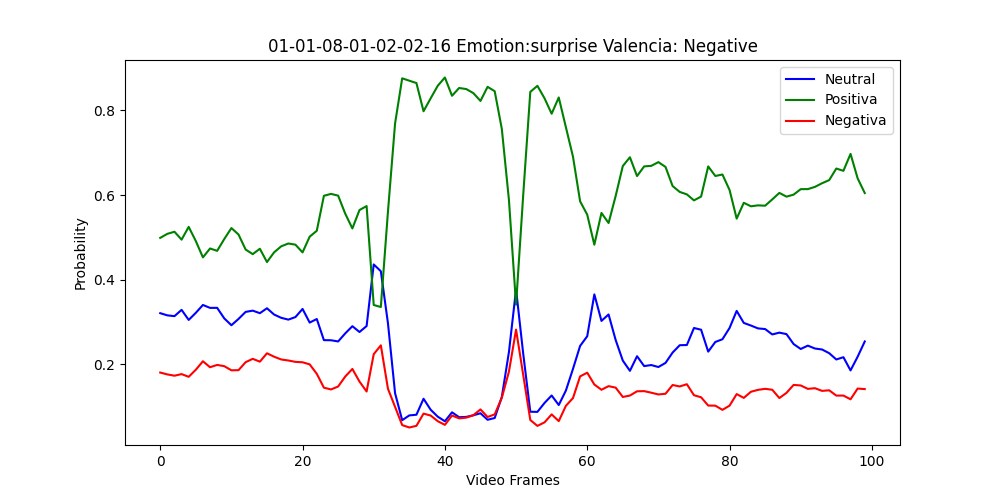 01-01-08-01-02-02-16 Emotion:surprise Valencia: Negative
Neutral
Positiva
Negativa
Probability
0.8
0.6
0.4
0.2
0 20 40 60 80 100
Video Frames